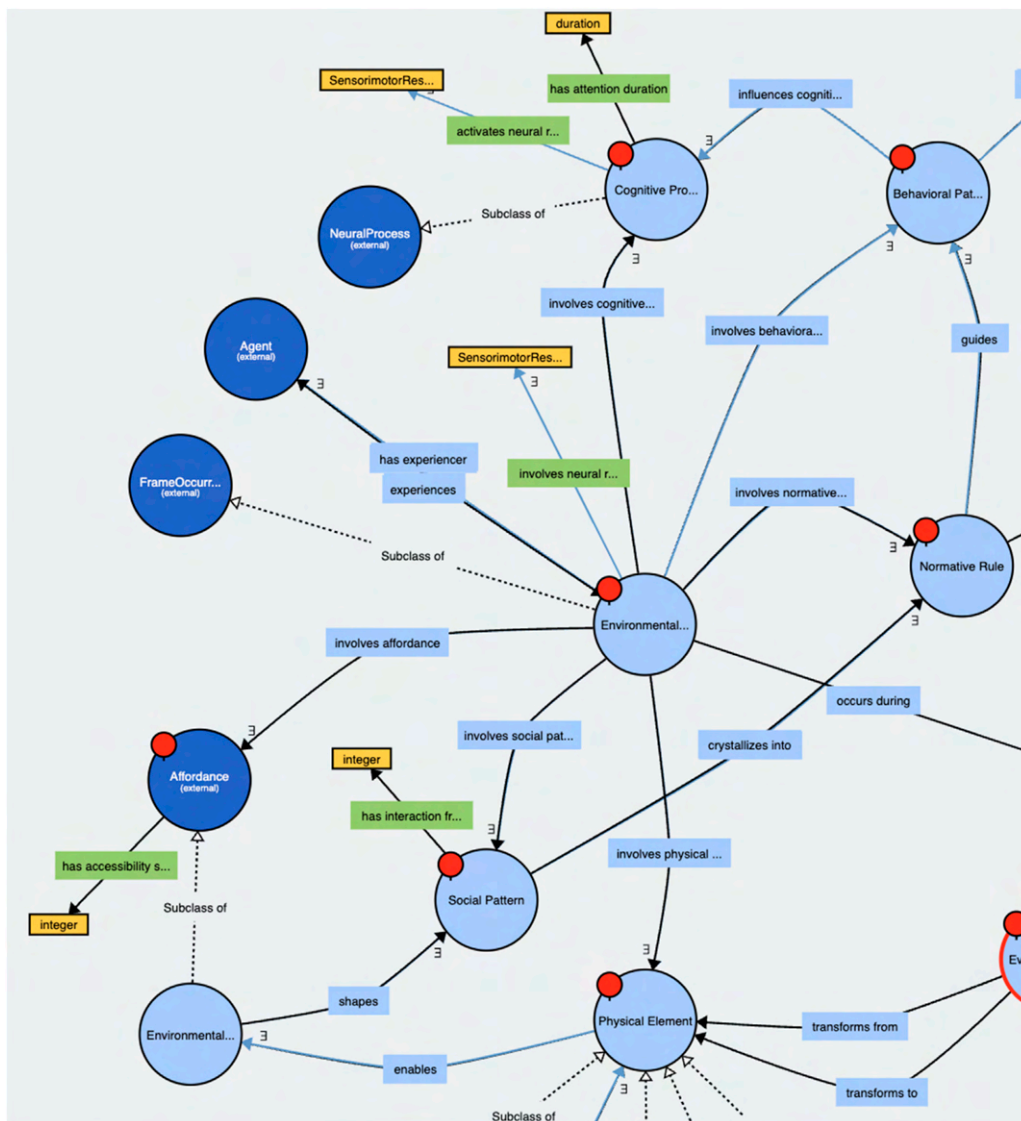 duration
SensorimotorRes...
has attention duration
influences cogniti...
activates neural r...
Cognitive Pro...
Behavioral Pat...
Subclass of
NeuralProcess
(external)
involves cognitive...
involves behaviora...
guides
Agent
(external)
SensorimotorRes...
has experiencer
experiences
involves neural r...
involves normative...
FrameOccurr...
(external)
Subclass of
Normative Rule
Environmental...
involves affordance
occurs during
involves social pat...
crystallizes into
integer
Affordance
(external)
has interaction fr...
involves physical ...
has accessibility s...
Subclass of
Social Pattern
integer
Ev
shapes
Physical Element
transforms from
Environmental...
enables
transforms to
Subclass of